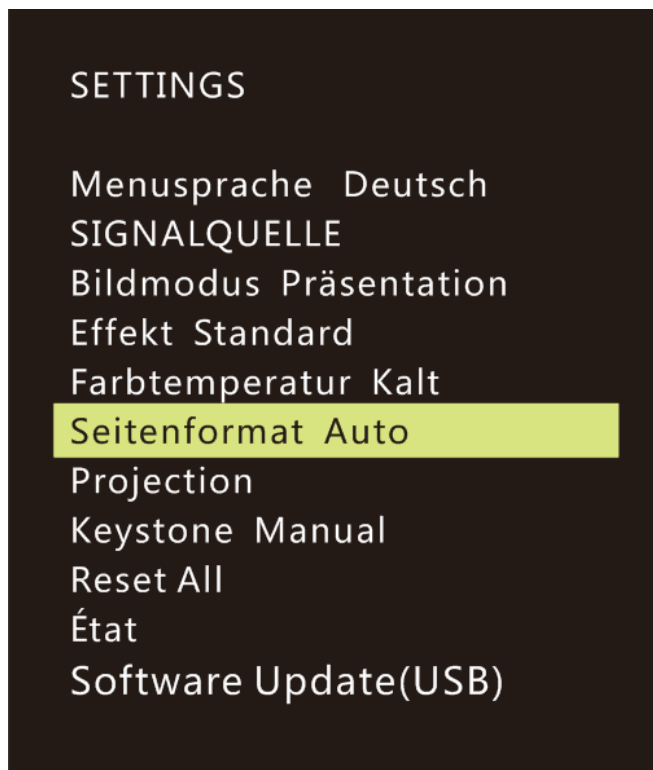 SETTINGS
Menusprache Deutsch
SIGNALQUELLE
Bildmodus Präsentation
Effekt Standard
Farbtemperatur Kalt
Seitenformat Auto
Projection
Keystone Manual
Reset All
État
Software Update(USB)